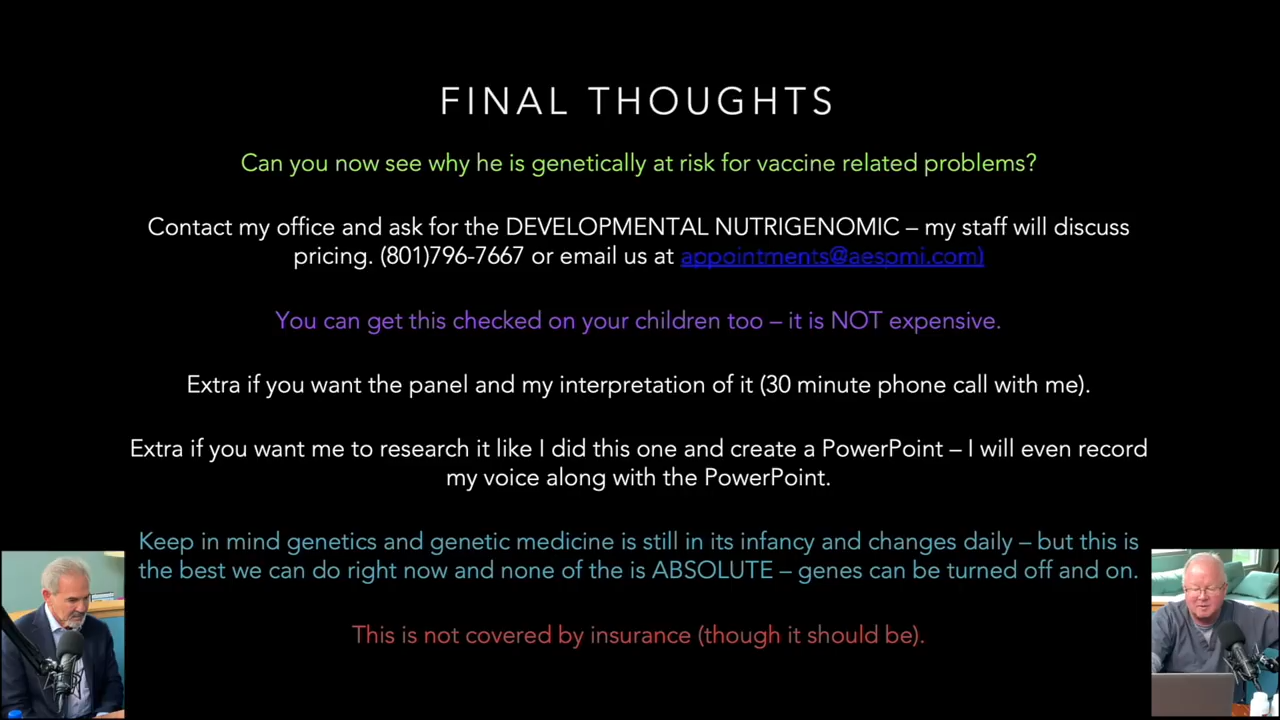 FINAL THOUGHTS
Can you now see why he is genetically at risk for vaccine related problems?
Contact my office and ask for the DEVELOPMENTAL NUTRIGENOMIC – my staff will discuss
pricing. (801)796-7667 or email us at appointments@aespmi.com)
You can get this checked on your children too – it is NOT expensive.
Extra if you want the panel and my interpretation of it (30 minute phone call with me).
Extra if you want me to research it like I did this one and create a PowerPoint – I will even record
my voice along with the PowerPoint.
Keep in mind genetics and genetic medicine is still in its infancy and changes daily – but this is
the best we can do right now and none of the is ABSOLUTE – genes can be turned off and on.
This is not covered by insurance (though it should be).